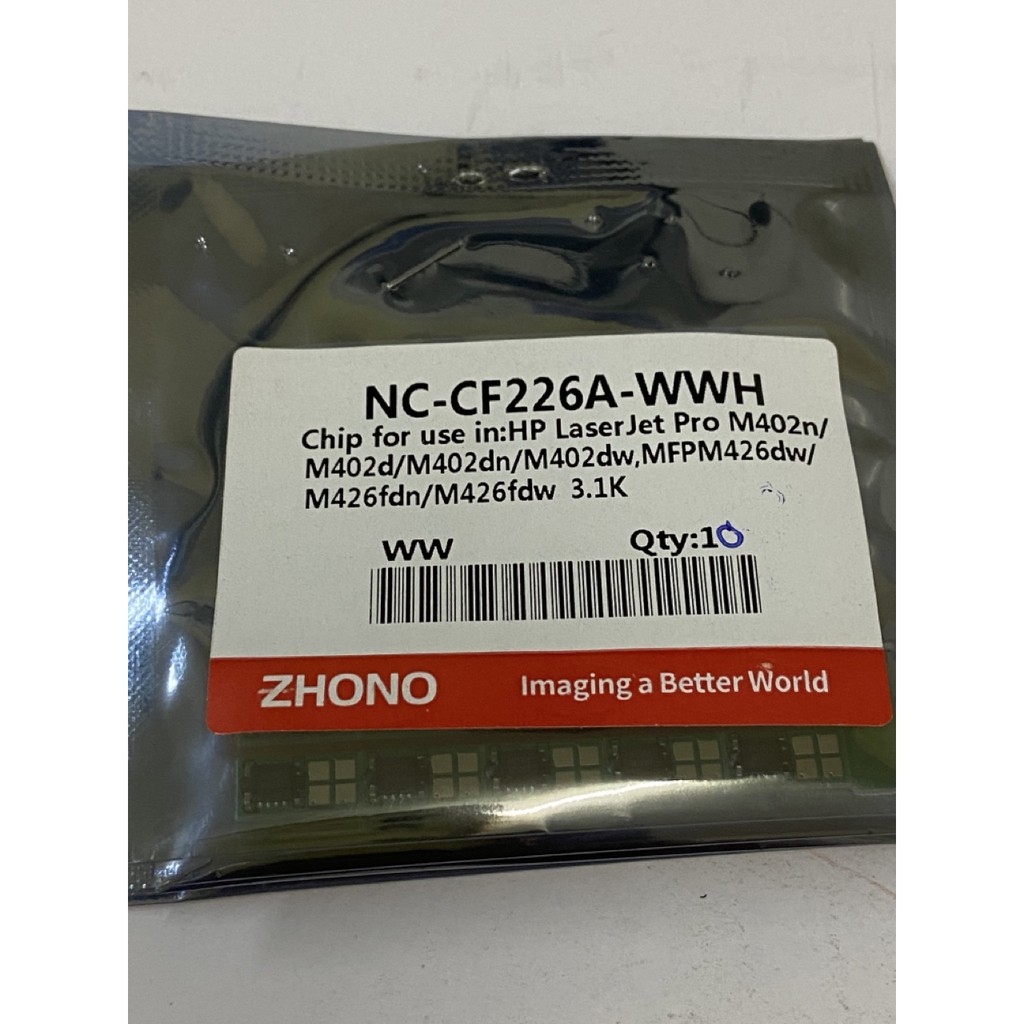 NC-CF226A-WWH
Chip for use in:HP LaserJet Pro M402n/
M402d/M402dn/M402dw,MFPM426dw/
M426fdn/M426fdw 3.1K
WW Qty:10
ZHONO Imaging a Better World